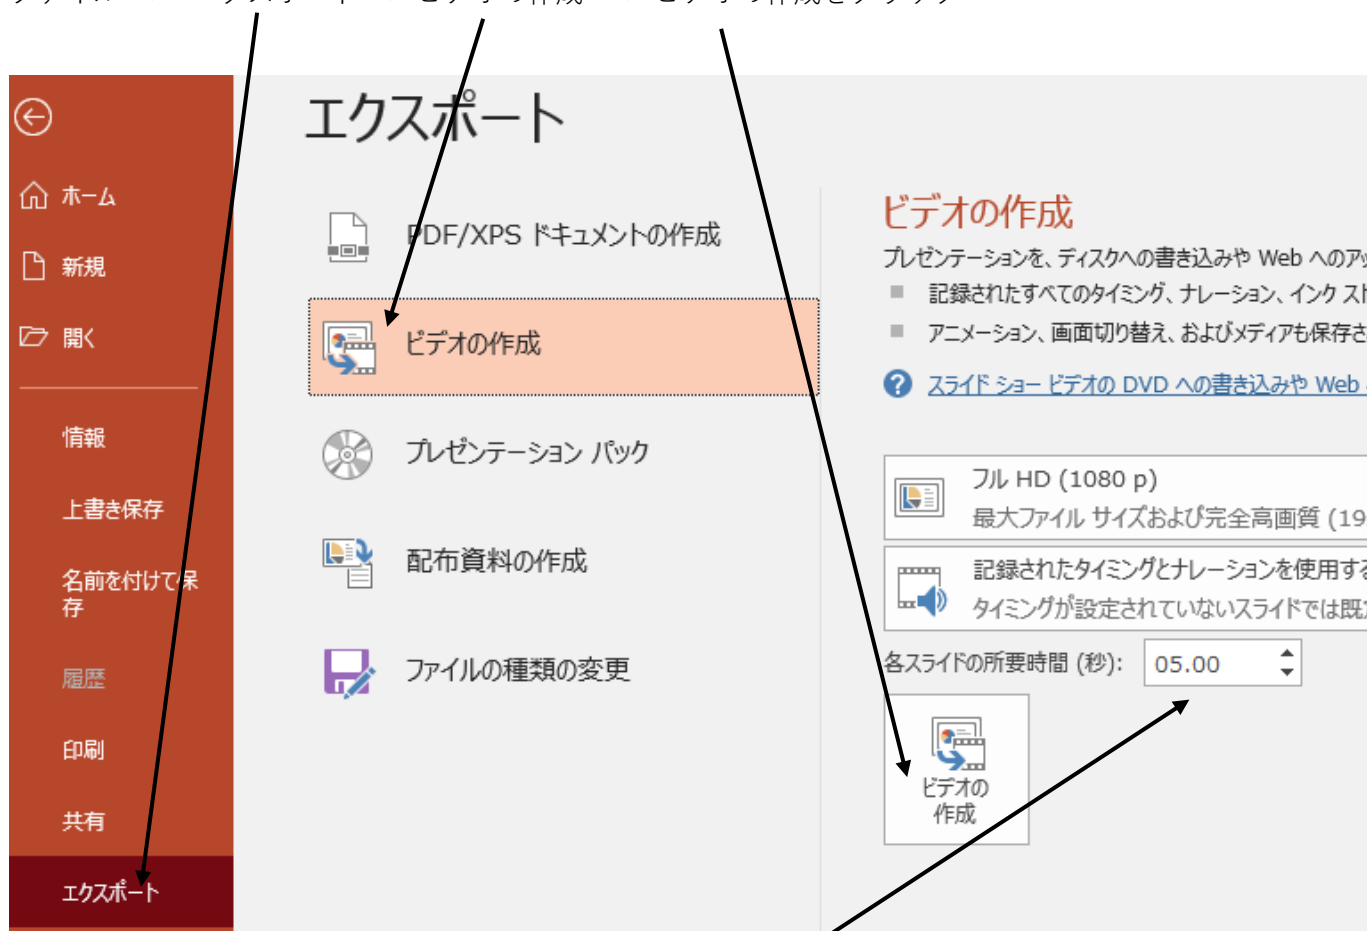 エクスポート
ホーム
新規
開く
情報
上書き保存
名前を付けて保
存
履歴
印刷
共有
エクスポート
PDF/XPS ドキュメントの作成
ビデオの作成
プレゼンテーション パック
配布資料の作成
ファイルの種類の変更
ビデオの作成
プレゼンテーションを、ディスクへの書き込みや Web へのアッ
記録されたすべてのタイミング、ナレーション、インク スト
アニメーション、画面切り替え、およびメディアも保存さ
スライド ショー ビデオの DVD への書き込みや Web
フル HD (1080 p)
最大ファイル サイズおよび完全高画質 (19
記録されたタイミングとナレーションを使用する
タイミングが設定されていないスライドでは既
各スライドの所要時間 (秒): 05.00
ビデオの
作成